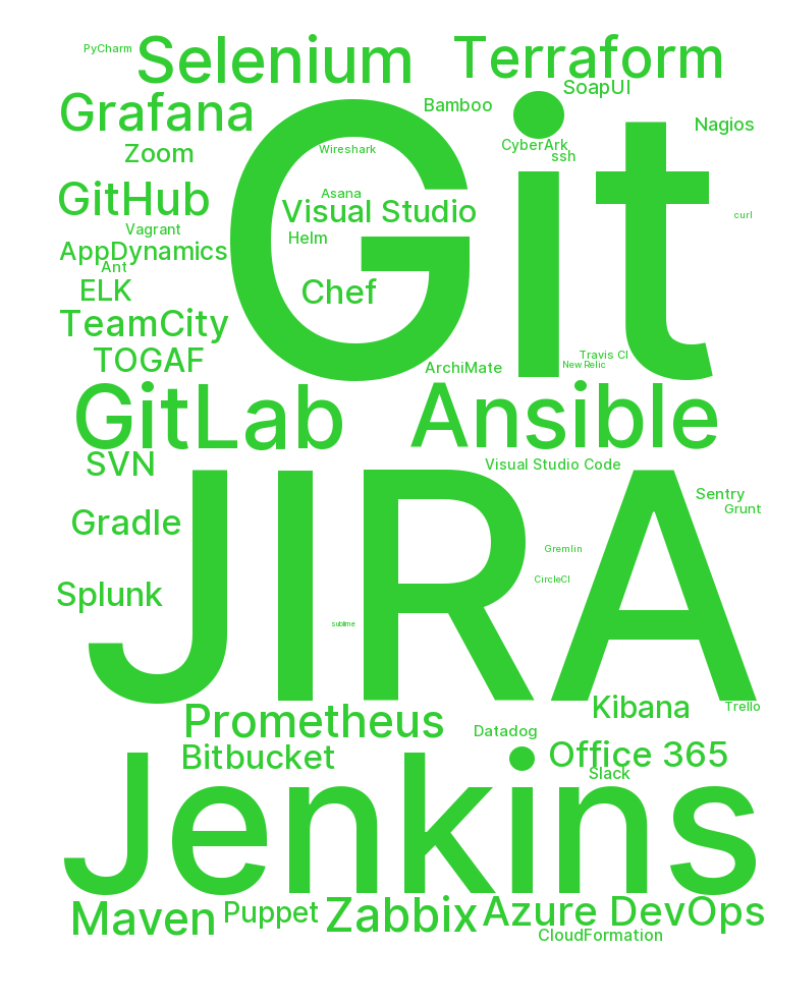 PyCharm
Selenium
Terraform
SoapUI
Grafana
Bamboo
Nagios
Zoom
Wireshark
CyberArk
ssh
Git
GitHub
Asana
Visual Studio
curl
Vagrant
Helm
AppDynamics
Ant
ELK
Chef
TeamCity
TOGAF
ArchiMate
Travis CI
New Relic
GitLab
Ansible
SVN
Visual Studio Code
Sentry
Grunt
Gradle
JIRA
Gremlin
CircleCI
Splunk
Prometheus
Kibana
Trello
Datadog
Bitbucket
Office 365
Slack
Jenkins
Maven
Puppet
Zabbix
Azure DevOps
CloudFormation